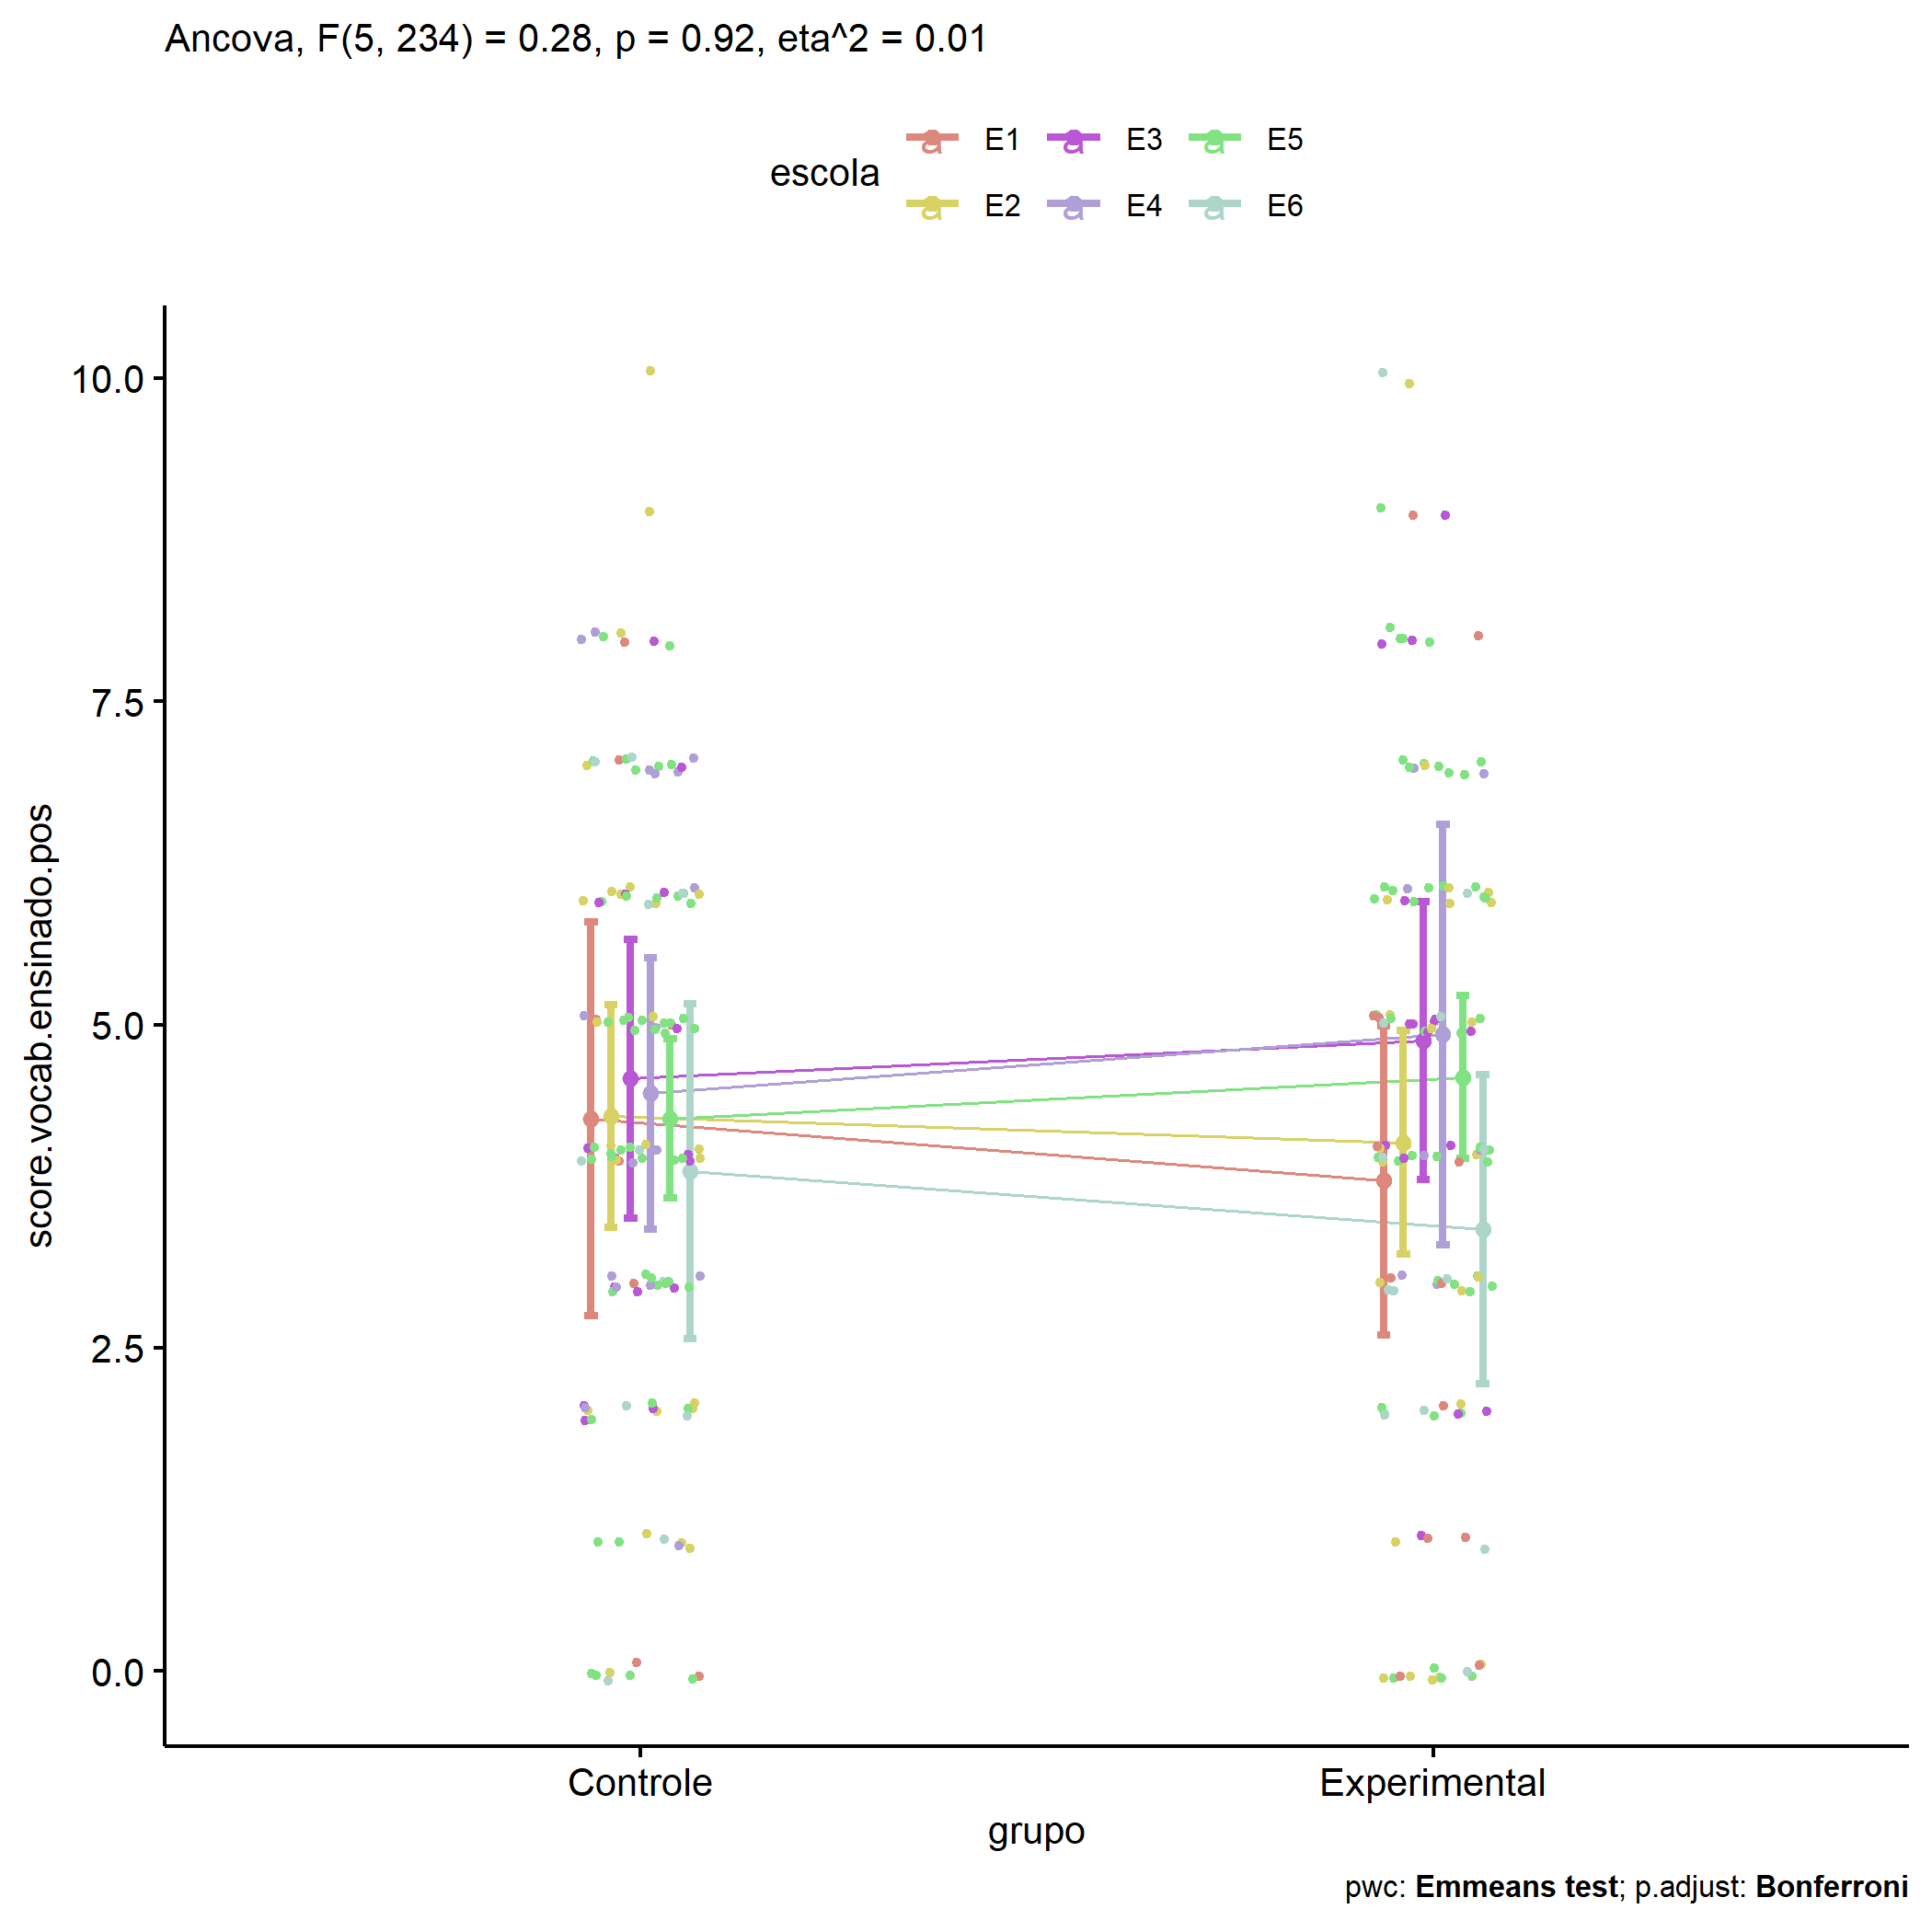 Ancova, F(5, 234) = 0.28, p = 0.92, eta^2 = 0.01
escola
a E1 a E3 a E5
a E2 a E4 a E6
score.vocab.ensinado.pos
10.0
7.5
5.0
2.5
0.0
Controle Experimental
grupo
pwc: Emmeans test; p.adjust: Bonferroni